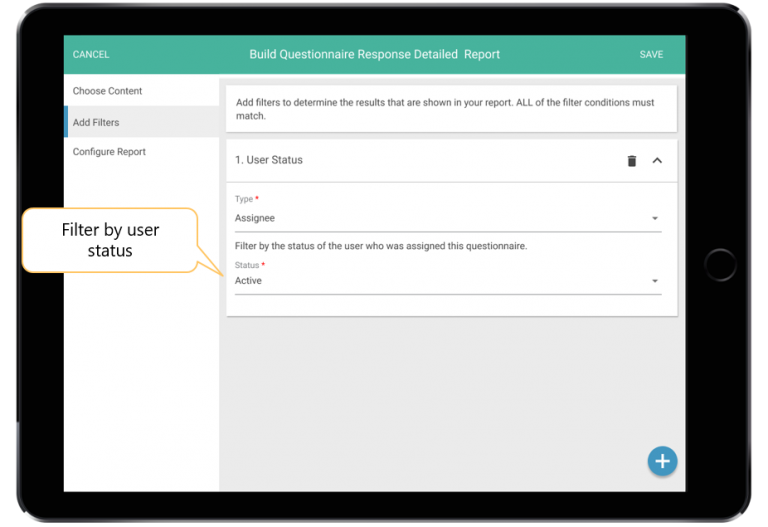 CANCEL
Build Questionnaire Response Detailed Report
SAVE
Choose Content
Add Filters
Configure Report
Add filters to determine the results that are shown in your report. ALL of the filter conditions must
match.
1. User Status
Type *
Assignee
Filter by the status of the user who was assigned this questionnaire.
Status *
Active
Filter by user
status